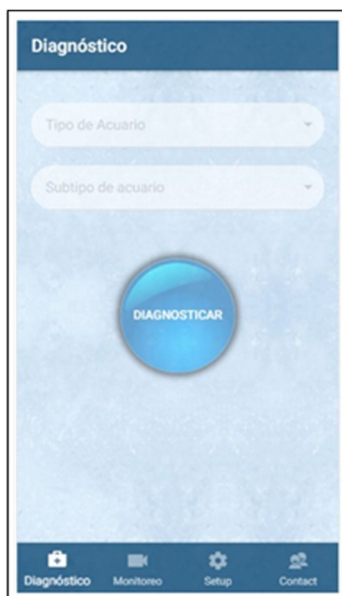 Diagnóstico
Tipo de Acuario
Subtipo de acuario
DIAGNOSTICAR
Diagnóstico Monitoreo Setup Contact